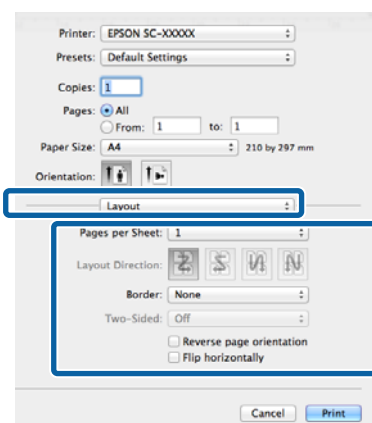 Printer: EPSON SC-XXXXX
Presets: Default Settings
Copies: 1
Pages: All
From: 1 to: 1
Paper Size: A4 210 by 297 mm
Orientation:
Layout
Pages per Sheet: 1
Layout Direction:
Border: None
Two-Sided: Off
Reverse page orientation
Flip horizontally
Cancel Print